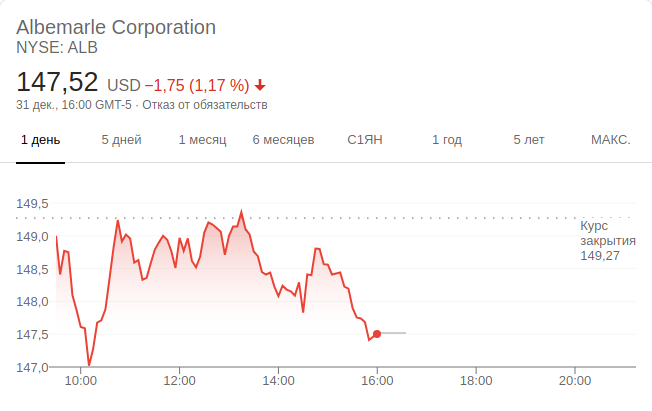 Albemarle Corporation
NYSE: ALB
147,52 USD −1,75 (1,17 %)
31 дек., 16:00 GMT-5 · Отказ от обязательств
1 день 5 дней 1 месяц 6 месяцев С1ЯН 1 год 5 лет МАКС.
149,5
149,0
148,5
148,0
147,5
147,0
Курс
закрытия
149,27
10:00 12:00 14:00 16:00 18:00 20:00